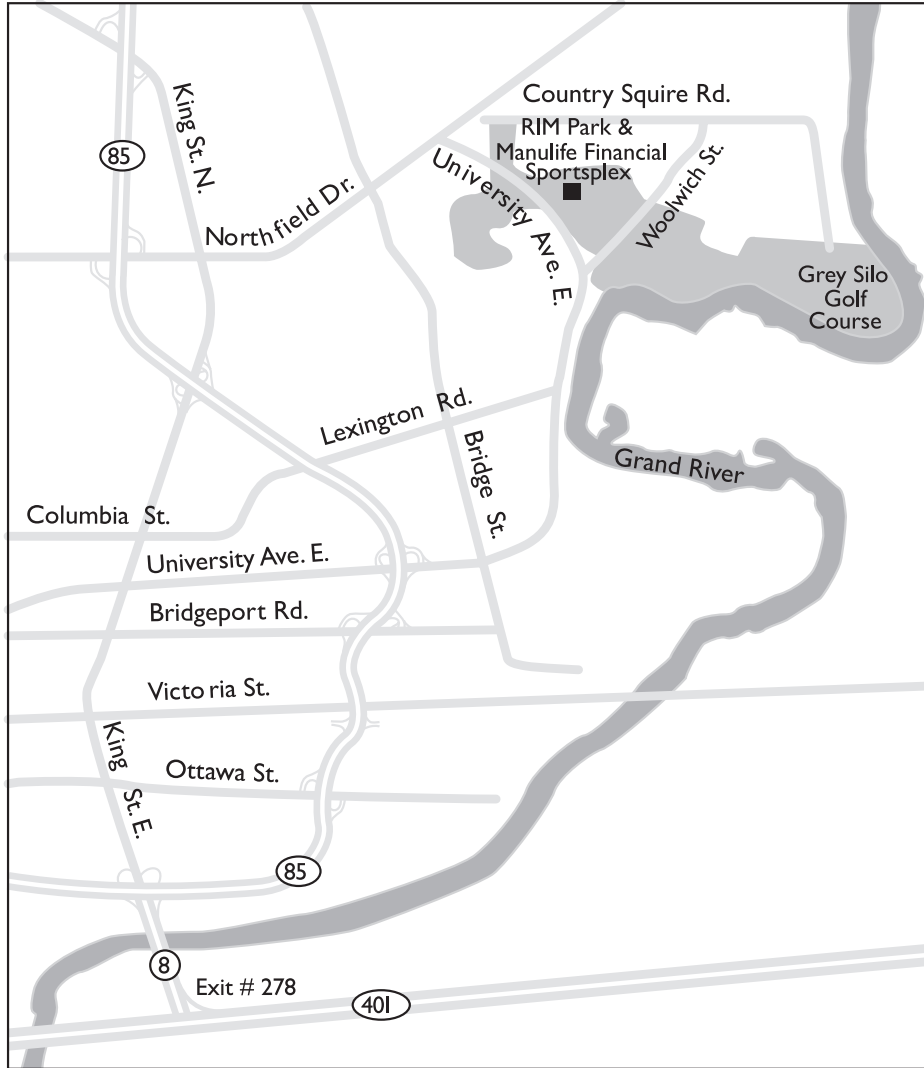 Country Squire Rd.
RIM Park &
Manulife Financial
Sportsplex
King St. N.
85
University Ave. E.
Woolwich St.
Northfield Dr.
Grey Silo
Golf
Course
Lexington Rd.
Bridge St.
Grand River
Columbia St.
University Ave. E.
Bridgeport Rd.
Victoria St.
King St. E.
Ottawa St.
85
8
Exit # 278
401